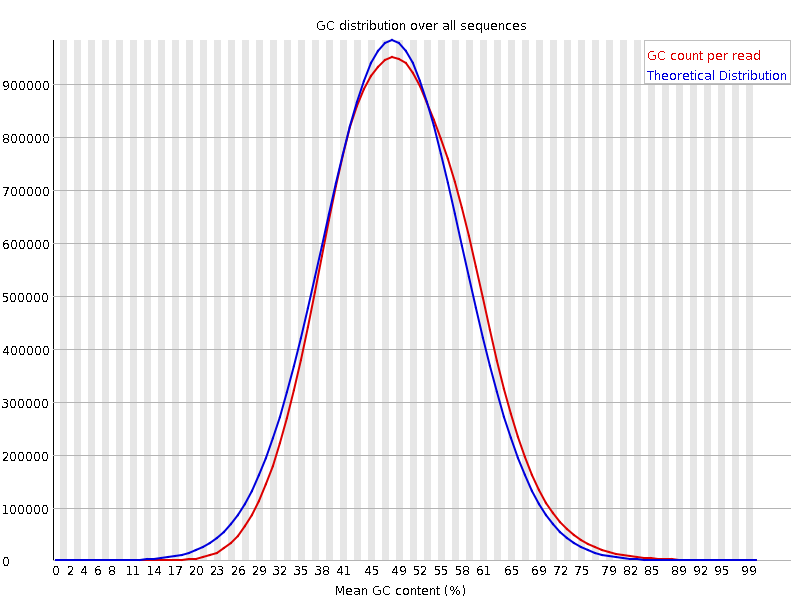 GC distribution over all sequences
GC count per read
Theoretical Distribution
900000
800000
700000
600000
500000
400000
300000
200000
100000
0
0 2 4 6 8 11 14 17 20 23 26 29 32 35 38 41 45 49 52 55 58 61 65 69 72 75 79 82 85 89 92 95 99
Mean GC content (%)